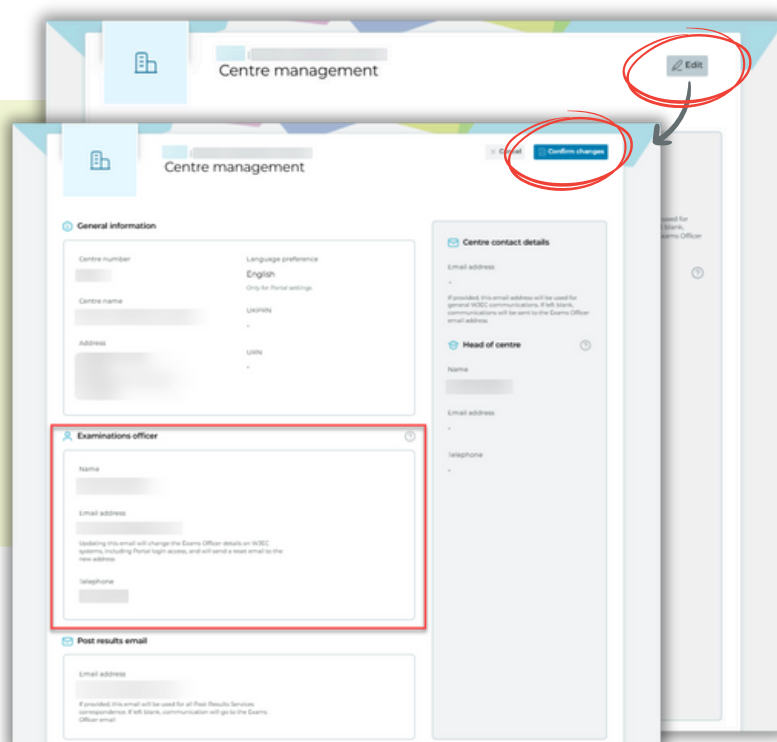 Centre management
Edit
used for
blank,
Exams Officer
Centre management
Cancel
Confirm changes
General information
Centre number
Language preference
English
Only for Portal settings.
Centre name
UKPRN
-
Address
URN
-
Centre contact details
Email address
-
If provided, this email address will be used for
general WJEC communications. If left blank,
communications will be sent to the Exams Officer
email address.
Head of centre
Name
Email address
-
Telephone
-
Examinations officer
Name
Email address
Updating this email will change the Exams Officer details on WJEC
systems, including Portal login access, and will send a reset email to the
new address
Telephone
Post results email
Email address
If provided, this email will be used for all Post Results Services
correspondence. If left blank, communication will go to the Exams
Officer email